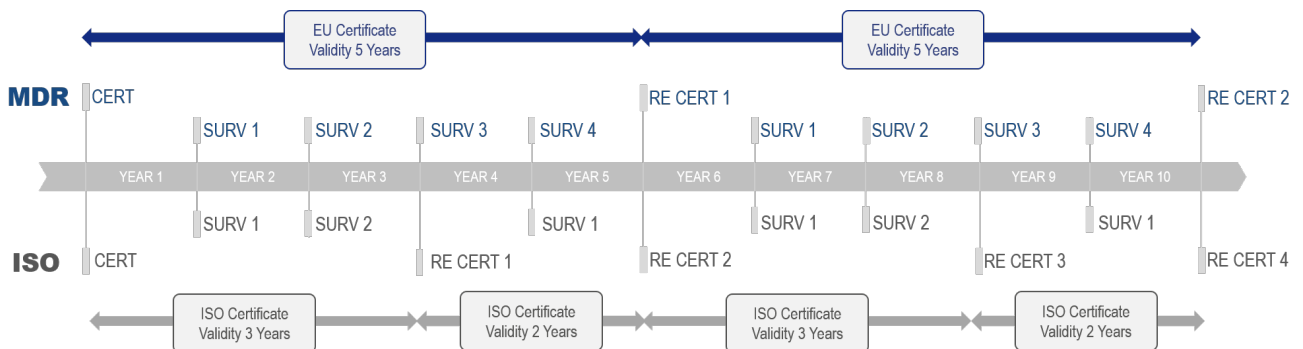 EU Certificate
Validity 5 Years
EU Certificate
Validity 5 Years
MDR CERT RE CERT 1 RE CERT 2
SURV 1 SURV 2 SURV 3 SURV 4 SURV 1 SURV 2 SURV 3 SURV 4
YEAR 1 YEAR 2 YEAR 3 YEAR 4 YEAR 5 YEAR 6 YEAR 7 YEAR 8 YEAR 9 YEAR 10
SURV 1 SURV 2 SURV 1 SURV 1 SURV 2 SURV 1
ISO CERT RE CERT 1 RE CERT 2 RE CERT 3 RE CERT 4
ISO Certificate
Validity 3 Years
ISO Certificate
Validity 2 Years
ISO Certificate
Validity 3 Years
ISO Certificate
Validity 2 Years